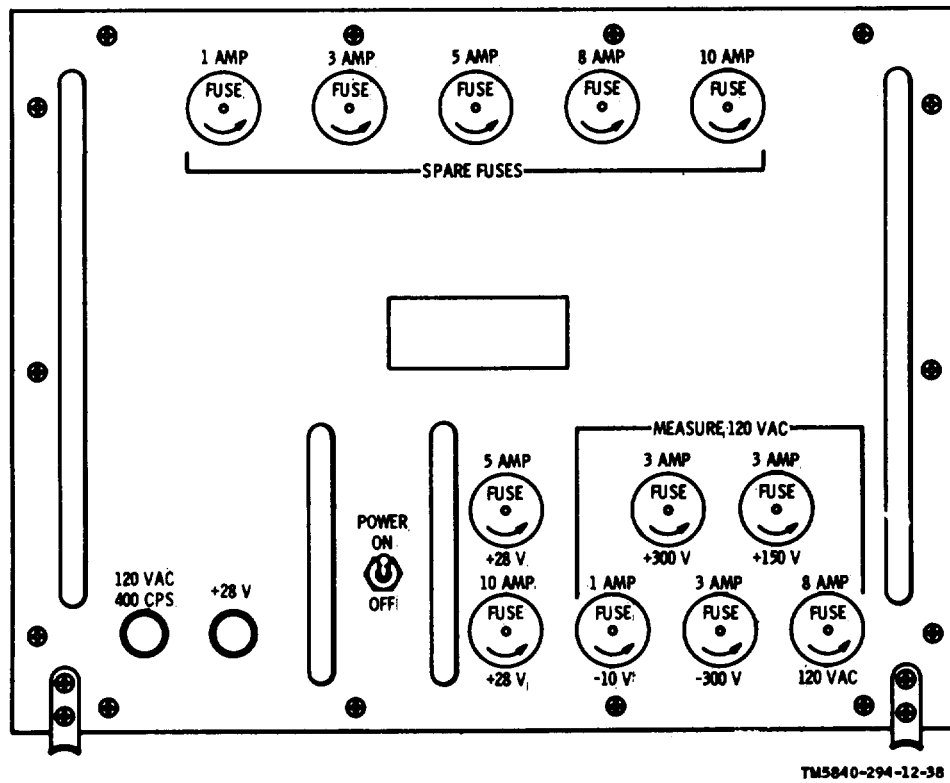 1 AMP 3 AMP 5 AMP 8 AMP 10 AMP
FUSE FUSE FUSE FUSE FUSE
SPARE FUSES
MEASURE 120 VAC
5 AMP 3 AMP 3 AMP
FUSE FUSE FUSE
+28 V +300 V +150 V
POWER
ON
OFF
120 VAC
400 CPS
+28 V
10 AMP 1 AMP 3 AMP 8 AMP
FUSE FUSE FUSE FUSE
+28 V -10 V -300 V 120 VAC
TM5840-294-12-38